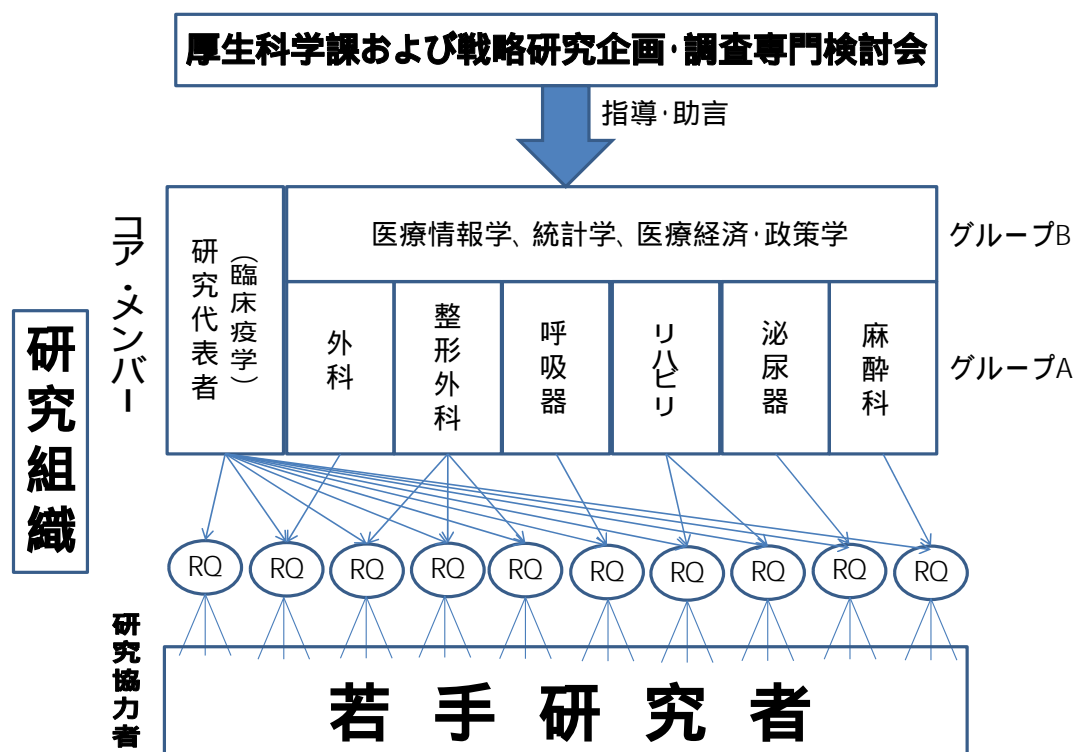 厚生科学課および戦略研究企画・調査専門検討会
指導・助言
コア・メンバー
研究代表者
（臨床疫学）
医療情報学、統計学、医療経済・政策学
グループB
外科
整形外科
呼吸器
リハビリ
泌尿器
麻酔科
グループA
研究組織
RQ
RQ
RQ
RQ
RQ
RQ
RQ
RQ
RQ
RQ
研究協力者
若手研究者